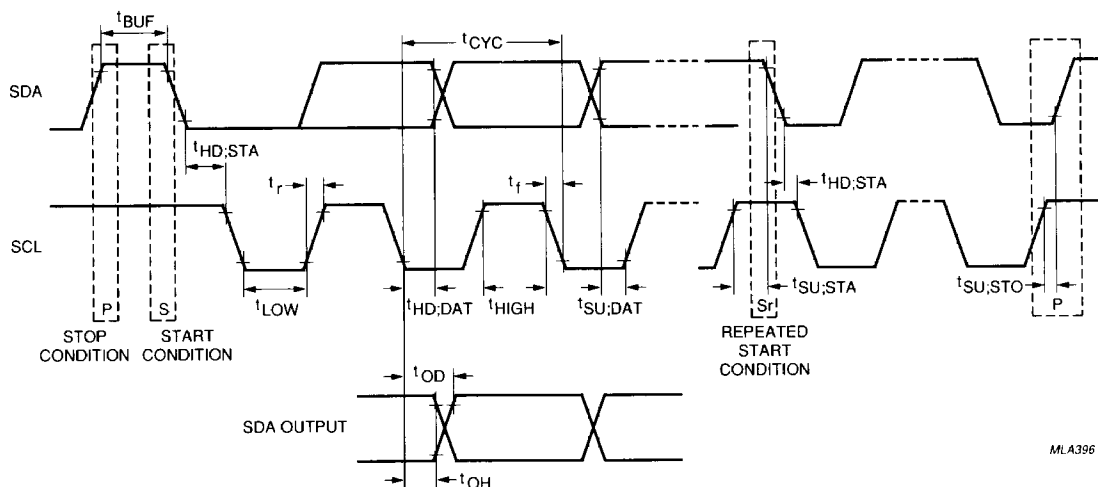 tBUF
tCYC
SDA
tHD;STA
tr
tf
tHD;STA
SCL
tLOW
tHD;DAT
tHIGH
tSU;DAT
tSU;STA
tSU;STO
P
S
Sr
P
STOP
CONDITION
START
CONDITION
REPEATED
START
CONDITION
tOD
SDA OUTPUT
tOH
MLA396